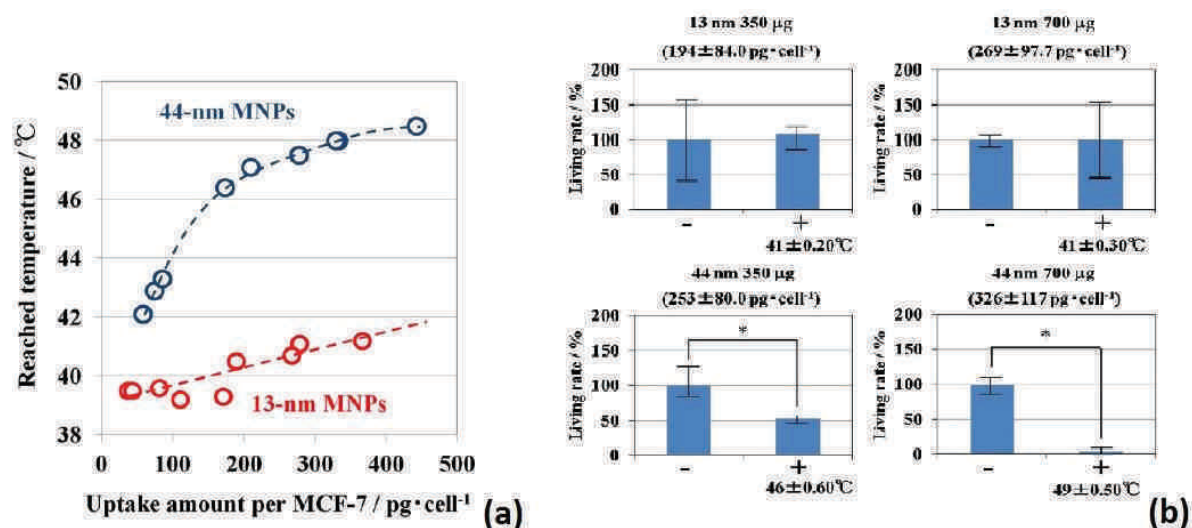 50
48
46
44
42
40
38
0 100 200 300 400 500
Reached temperature / ℃
44-nm MNPs
13-nm MNPs
Uptake amount per MCF-7 / pg·cell⁻¹
(a)
13 nm 350 μg
(194±84.0 pg·cell⁻¹)
Living rate / %
200
150
100
50
0
- +
41±0.20℃
13 nm 700 μg
(269±97.7 pg·cell⁻¹)
Living rate / %
200
150
100
50
0
- +
41±0.30℃
44 nm 350 μg
(253±80.0 pg·cell⁻¹)
Living rate / %
200
150
100
50
0
*
- +
46±0.60℃
44 nm 700 μg
(326±117 pg·cell⁻¹)
Living rate / %
200
150
100
50
0
*
- +
49±0.50℃
(b)